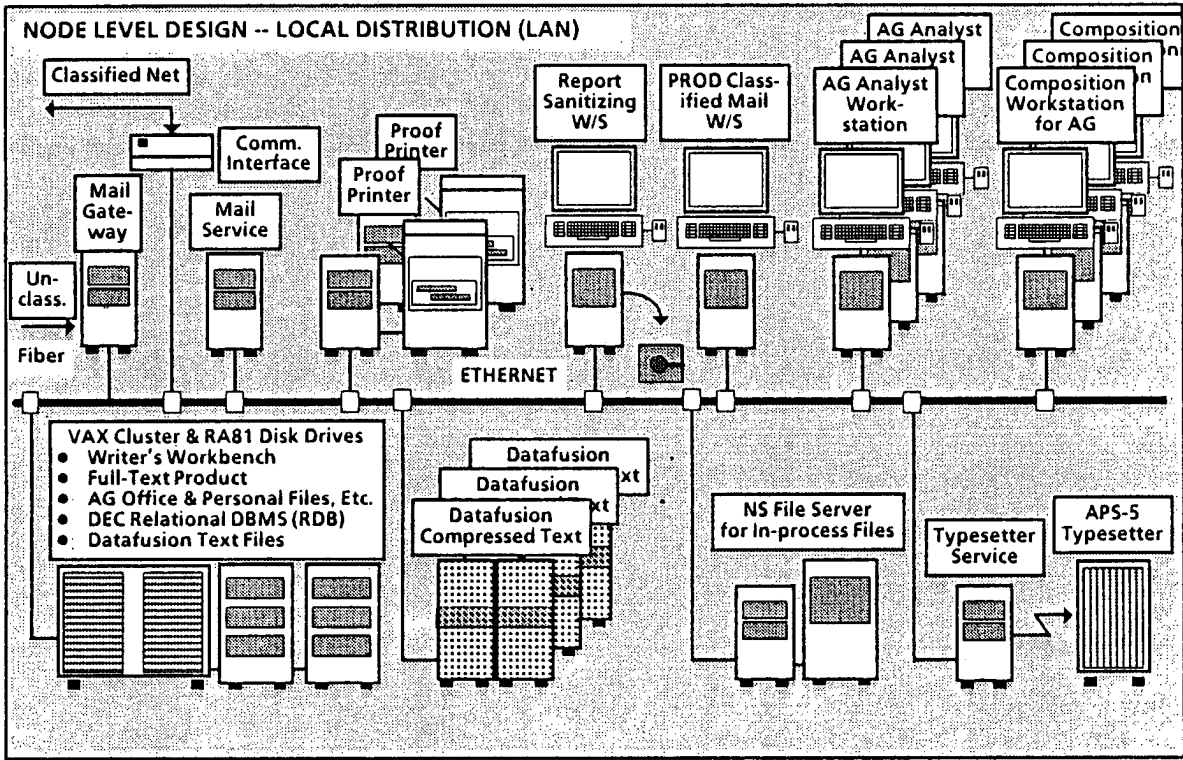 NODE LEVEL DESIGN -- LOCAL DISTRIBUTION (LAN)
Classified Net
Comm.
Interface
Mail
Gate-
way
Mail
Service
Un-
class.
Fiber
Proof
Printer
Proof
Printer
Report
Sanitizing
W/S
PROD Class-
ified Mail
W/S
AG Analyst
AG Analyst
AG Analyst
Work-
station
Composition
Composition
Composition
Workstation
for AG
ETHERNET
VAX Cluster & RA81 Disk Drives
● Writer's Workbench
● Full-Text Product
● AG Office & Personal Files, Etc.
● DEC Relational DBMS (RDB)
● Datafusion Text Files
Datafusion
Datafusion
Datafusion
Compressed Text
NS File Server
for In-process Files
Typesetter
Service
APS-5
Typesetter